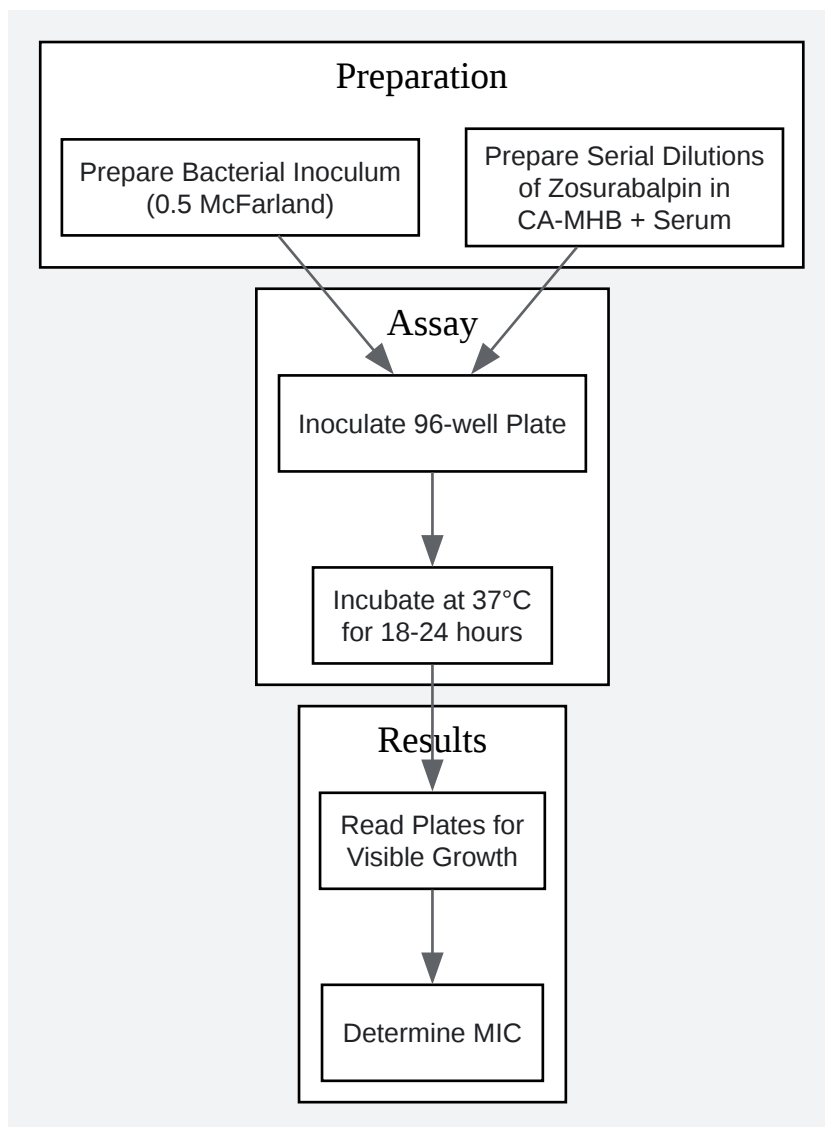 Preparation
Prepare Bacterial Inoculum
(0.5 McFarland)
Prepare Serial Dilutions
of Zosurabalpin in
CA-MHB + Serum
Assay
Inoculate 96-well Plate
Incubate at 37°C
for 18-24 hours
Results
Read Plates for
Visible Growth
Determine MIC